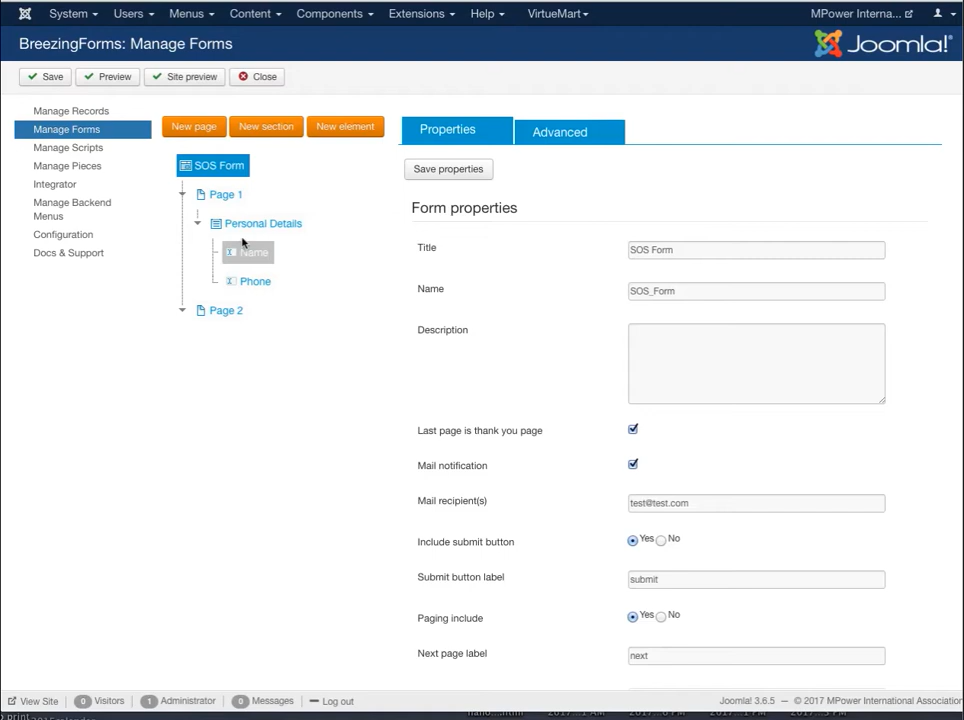 System Users Menus Content Components Extensions Help VirtueMart MPower Interna...
BreezingForms: Manage Forms Joomla!®
Save Preview Site preview Close
Manage Records
Manage Forms
Manage Scripts
Manage Pieces
Integrator
Manage Backend
Menus
Configuration
Docs & Support
New page New section New element
SOS Form
Page 1
Personal Details
Name
Phone
Page 2
Properties Advanced
Save properties
Form properties
Title SOS Form
Name SOS_Form
Description
Last page is thank you page
Mail notification
Mail recipient(s) test@test.com
Include submit button Yes No
Submit button label submit
Paging include Yes No
Next page label next
View Site 0 Visitors 1 Administrator 0 Messages Log out Joomla! 3.6.5 — © 2017 MPower International Association